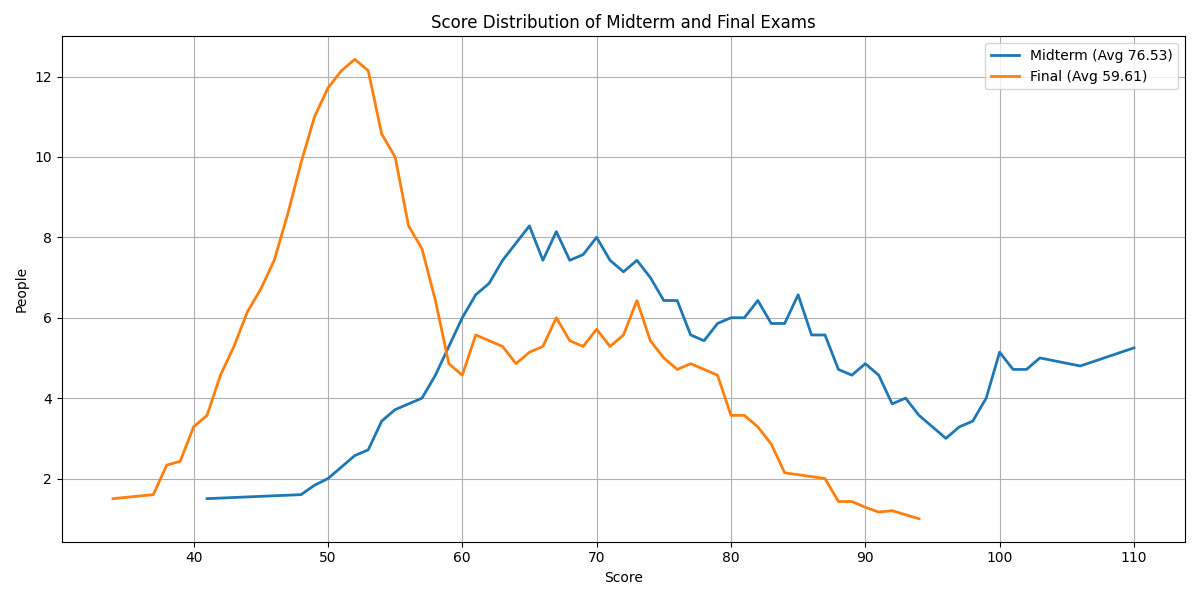 Score Distribution of Midterm and Final Exams
Midterm (Avg 76.53)
Final (Avg 59.61)
People
12
10
8
6
4
2
40 50 60 70 80 90 100 110
Score